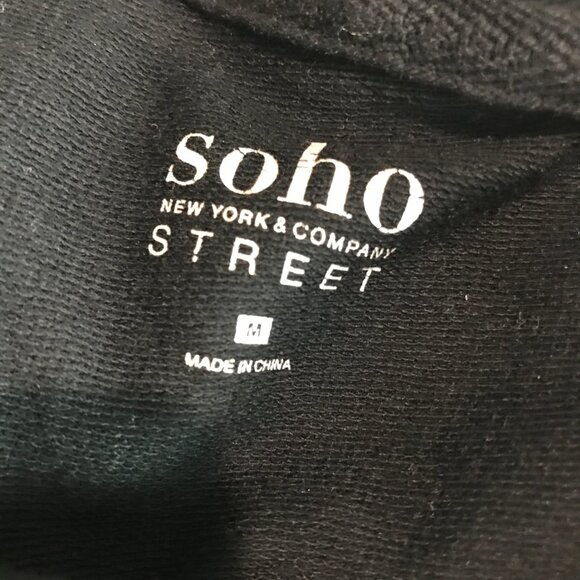 soho
NEW YORK & COMPANY
STREET
M
MADE IN CHINA